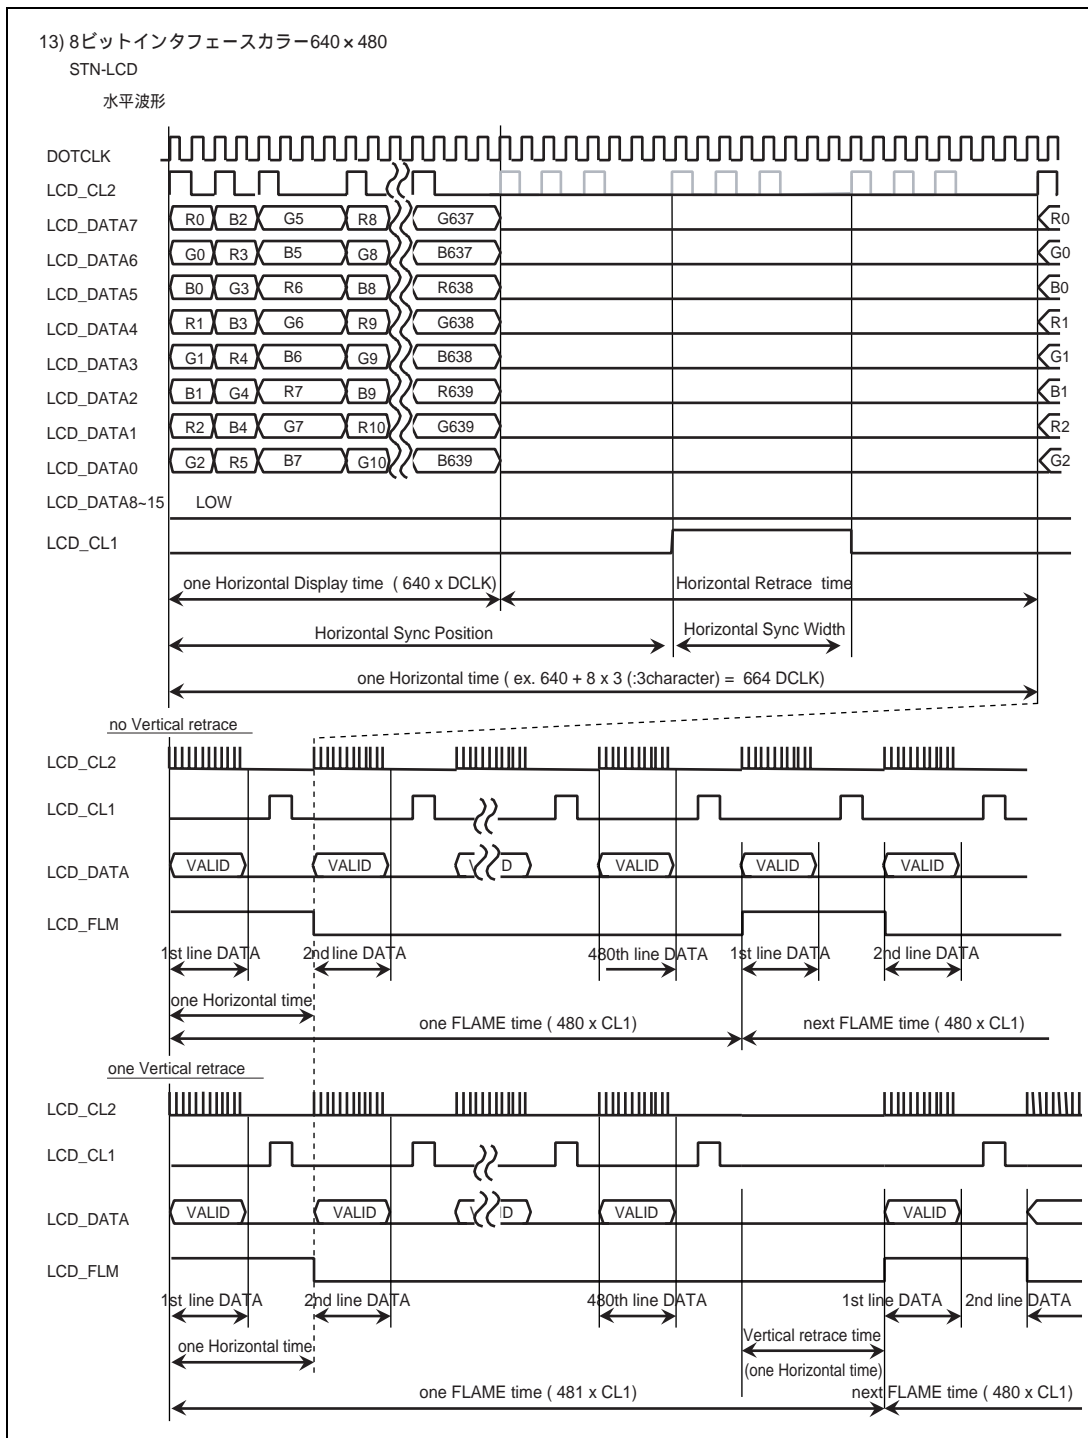 13) 8ビットインタフェースカラー640 x 480
STN-LCD
水平波形
DOTCLK
LCD_CL2
LCD_DATA7 R0 B2 G5 R8 G637 R0
LCD_DATA6 G0 R3 B5 G8 B637 G0
LCD_DATA5 B0 G3 R6 B8 R638 B0
LCD_DATA4 R1 B3 G6 R9 G638 R1
LCD_DATA3 G1 R4 B6 G9 B638 G1
LCD_DATA2 B1 G4 R7 B9 R639 B1
LCD_DATA1 R2 B4 G7 R10 G639 R2
LCD_DATA0 G2 R5 B7 G10 B639 G2
LCD_DATA8~15 LOW
LCD_CL1
one Horizontal Display time ( 640 x DCLK) Horizontal Retrace time
Horizontal Sync Position Horizontal Sync Width
one Horizontal time ( ex. 640 + 8 x 3 (:3character) = 664 DCLK)
no Vertical retrace
LCD_CL2
LCD_CL1
LCD_DATA VALID VALID D VALID VALID VALID
LCD_FLM
1st line DATA 2nd line DATA 480th line DATA 1st line DATA 2nd line DATA
one Horizontal time
one FLAME time ( 480 x CL1) next FLAME time ( 480 x CL1)
one Vertical retrace
LCD_CL2
LCD_CL1
LCD_DATA VALID VALID D VALID VALID
LCD_FLM
1st line DATA 2nd line DATA 480th line DATA 1st line DATA 2nd line DATA
one Horizontal time Vertical retrace time
(one Horizontal time)
one FLAME time ( 481 x CL1) next FLAME time ( 480 x CL1)